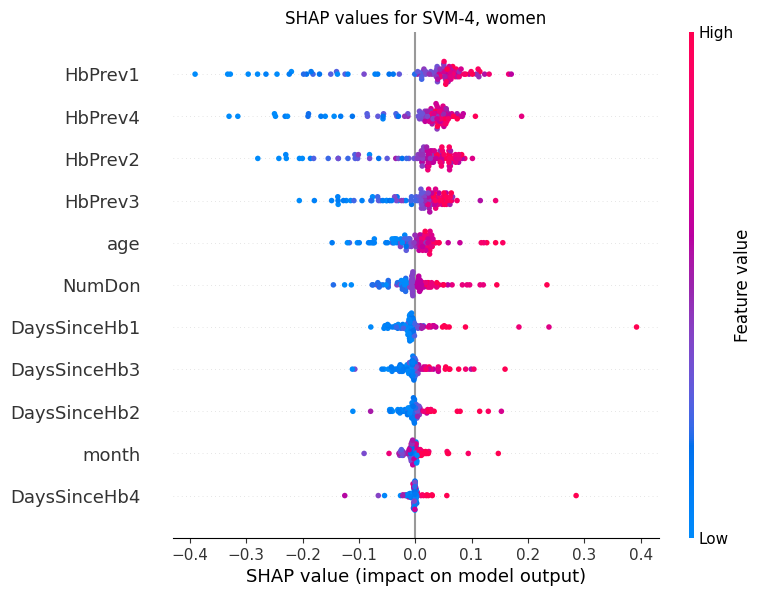 SHAP values for SVM-4, women
High
HbPrev1
HbPrev4
HbPrev2
HbPrev3
age
NumDon
DaysSinceHb1
DaysSinceHb3
DaysSinceHb2
month
DaysSinceHb4
Feature value
Low
−0.4 −0.3 −0.2 −0.1 0.0 0.1 0.2 0.3 0.4
SHAP value (impact on model output)